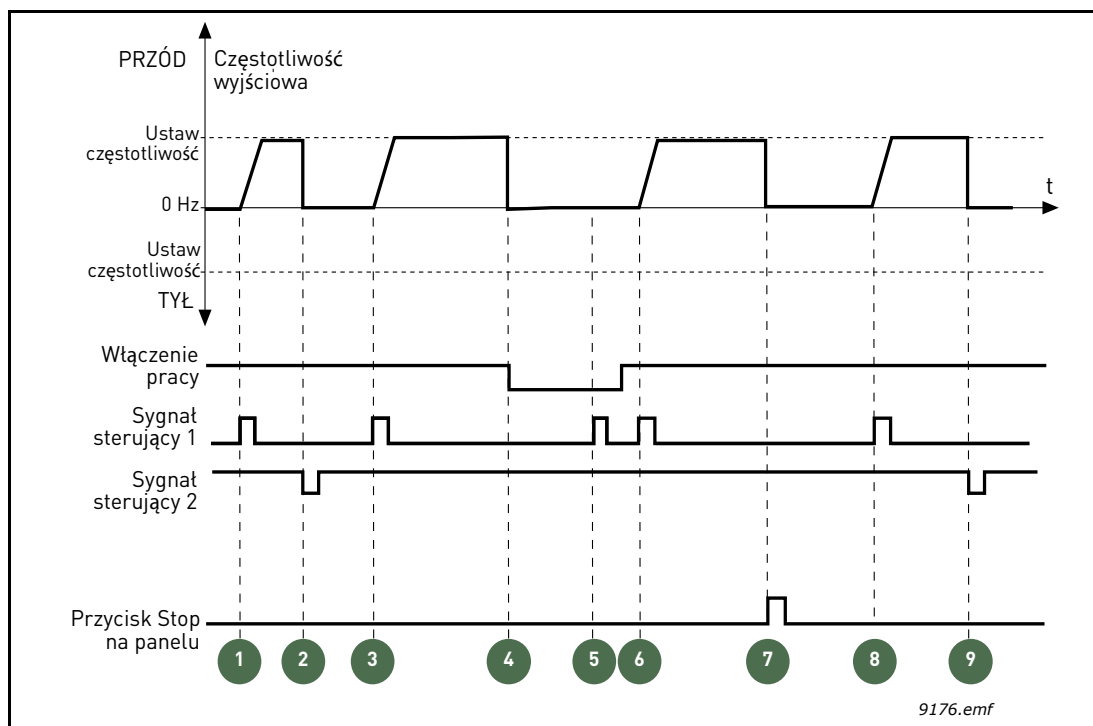 PRZÓD
Częstotliwość
wyjściowa
Ustaw
częstotliwość
0 Hz
t
Ustaw
częstotliwość
TYŁ
Włączenie
pracy
Sygnał
sterujący 1
Sygnał
sterujący 2
Przycisk Stop
na panelu
1 2 3 4 5 6 7 8 9
9176.emf